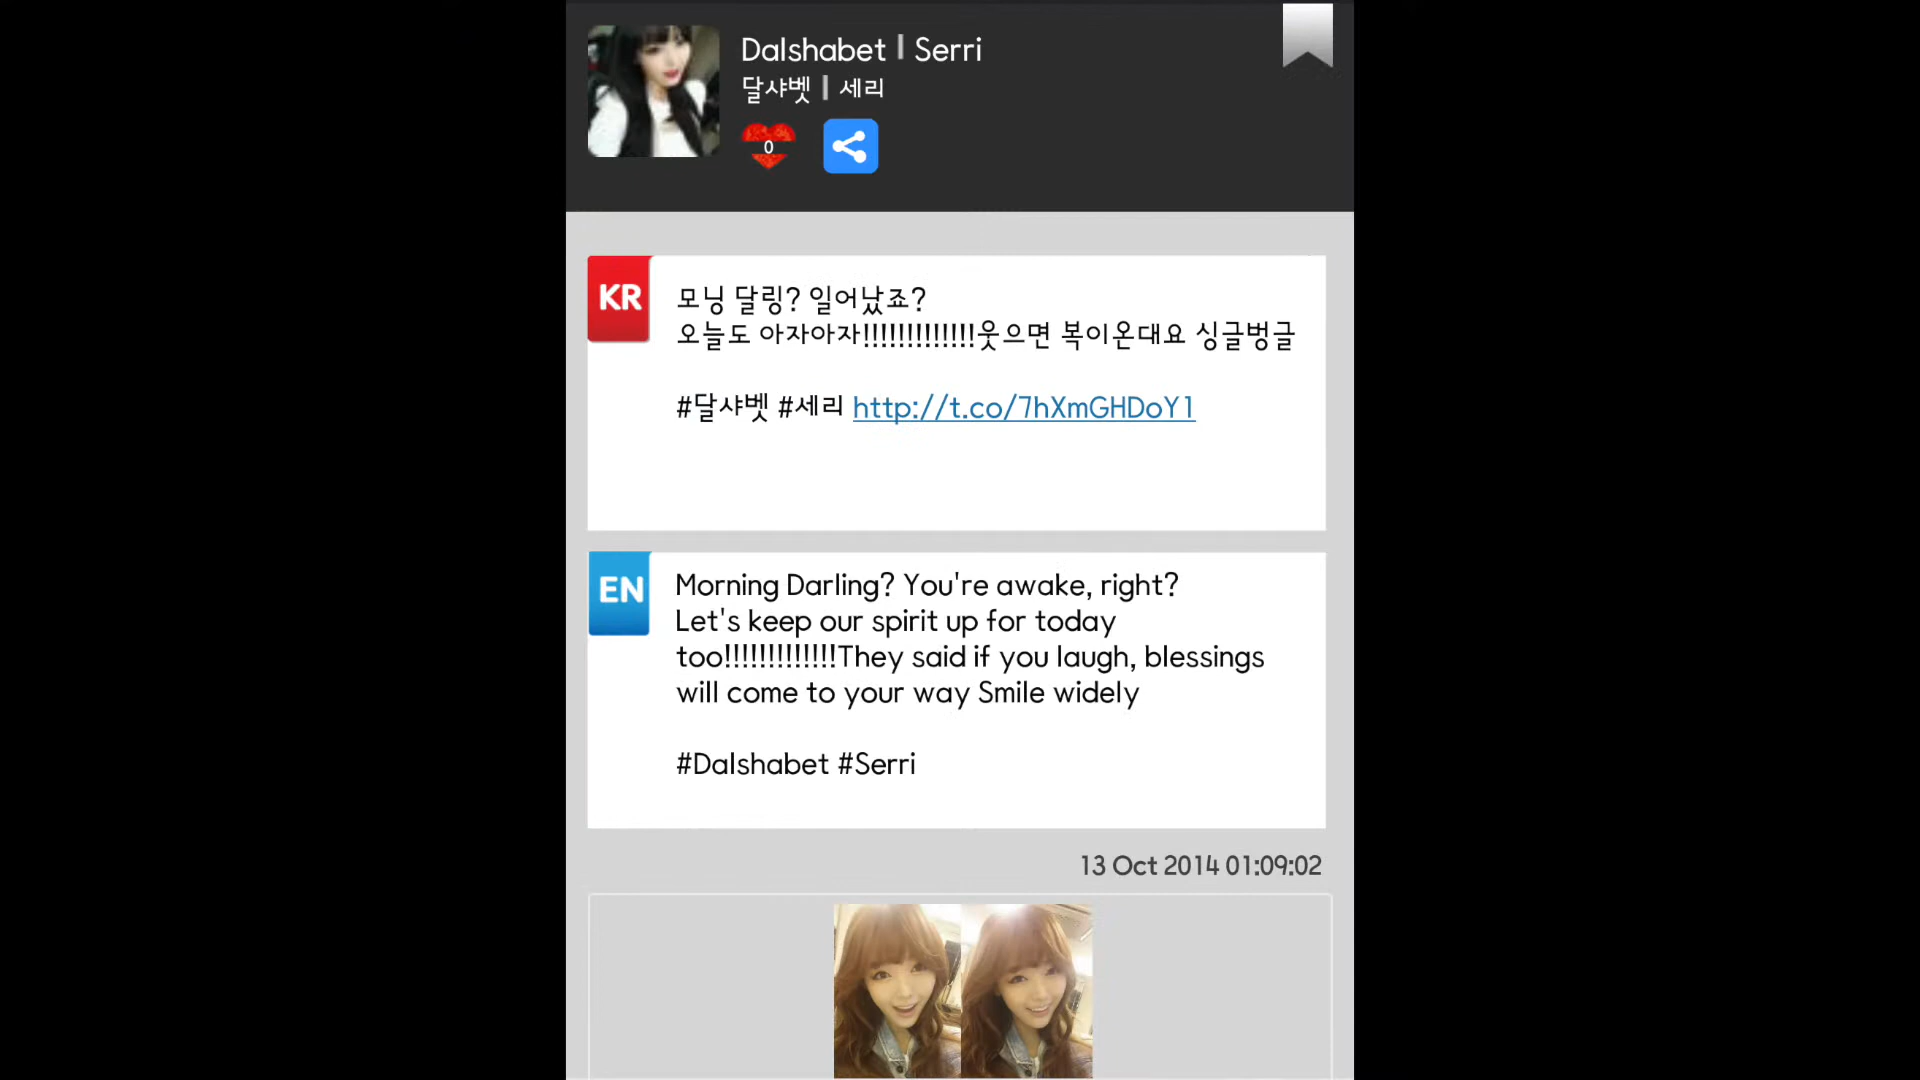 Dalshabet | Serri
달샤벳 | 세리
0
KR
모닝 달링? 일어났죠?
오늘도 아자아자!!!!!!!!!!!!!웃으면 복이온대요 싱글벙글
#달샤벳 #세리 http://t.co/7hXmGHDoY1
EN
Morning Darling? You're awake, right?
Let's keep our spirit up for today
too!!!!!!!!!!!!!They said if you laugh, blessings
will come to your way Smile widely
#Dalshabet #Serri
13 Oct 2014 01:09:02